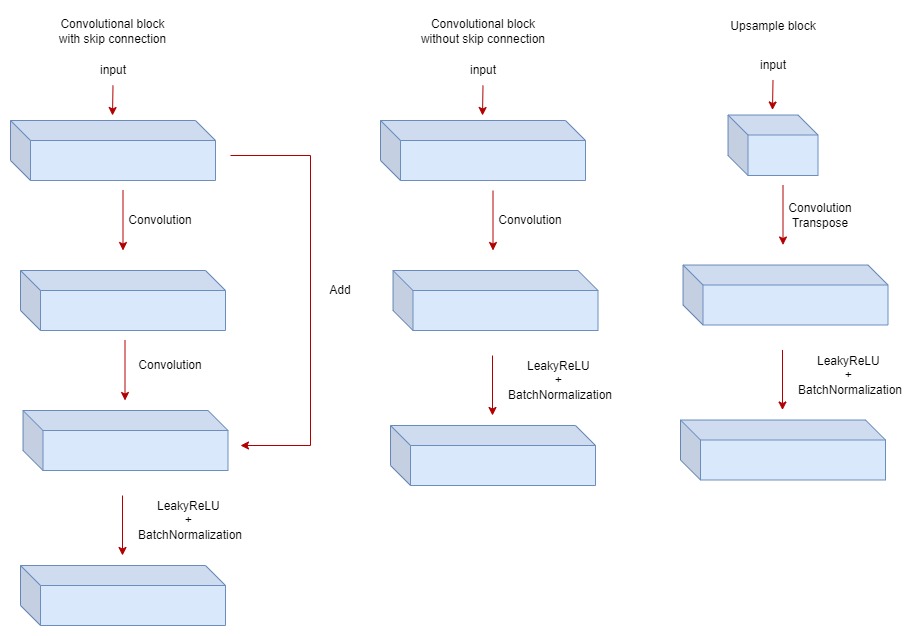 Convolutional block
with skip connection
input
Convolution
Add
Convolution
LeakyReLU
+
BatchNormalization
Convolutional block
without skip connection
input
Convolution
LeakyReLU
+
BatchNormalization
Upsample block
input
Convolution
Transpose
LeakyReLU
+
BatchNormalization